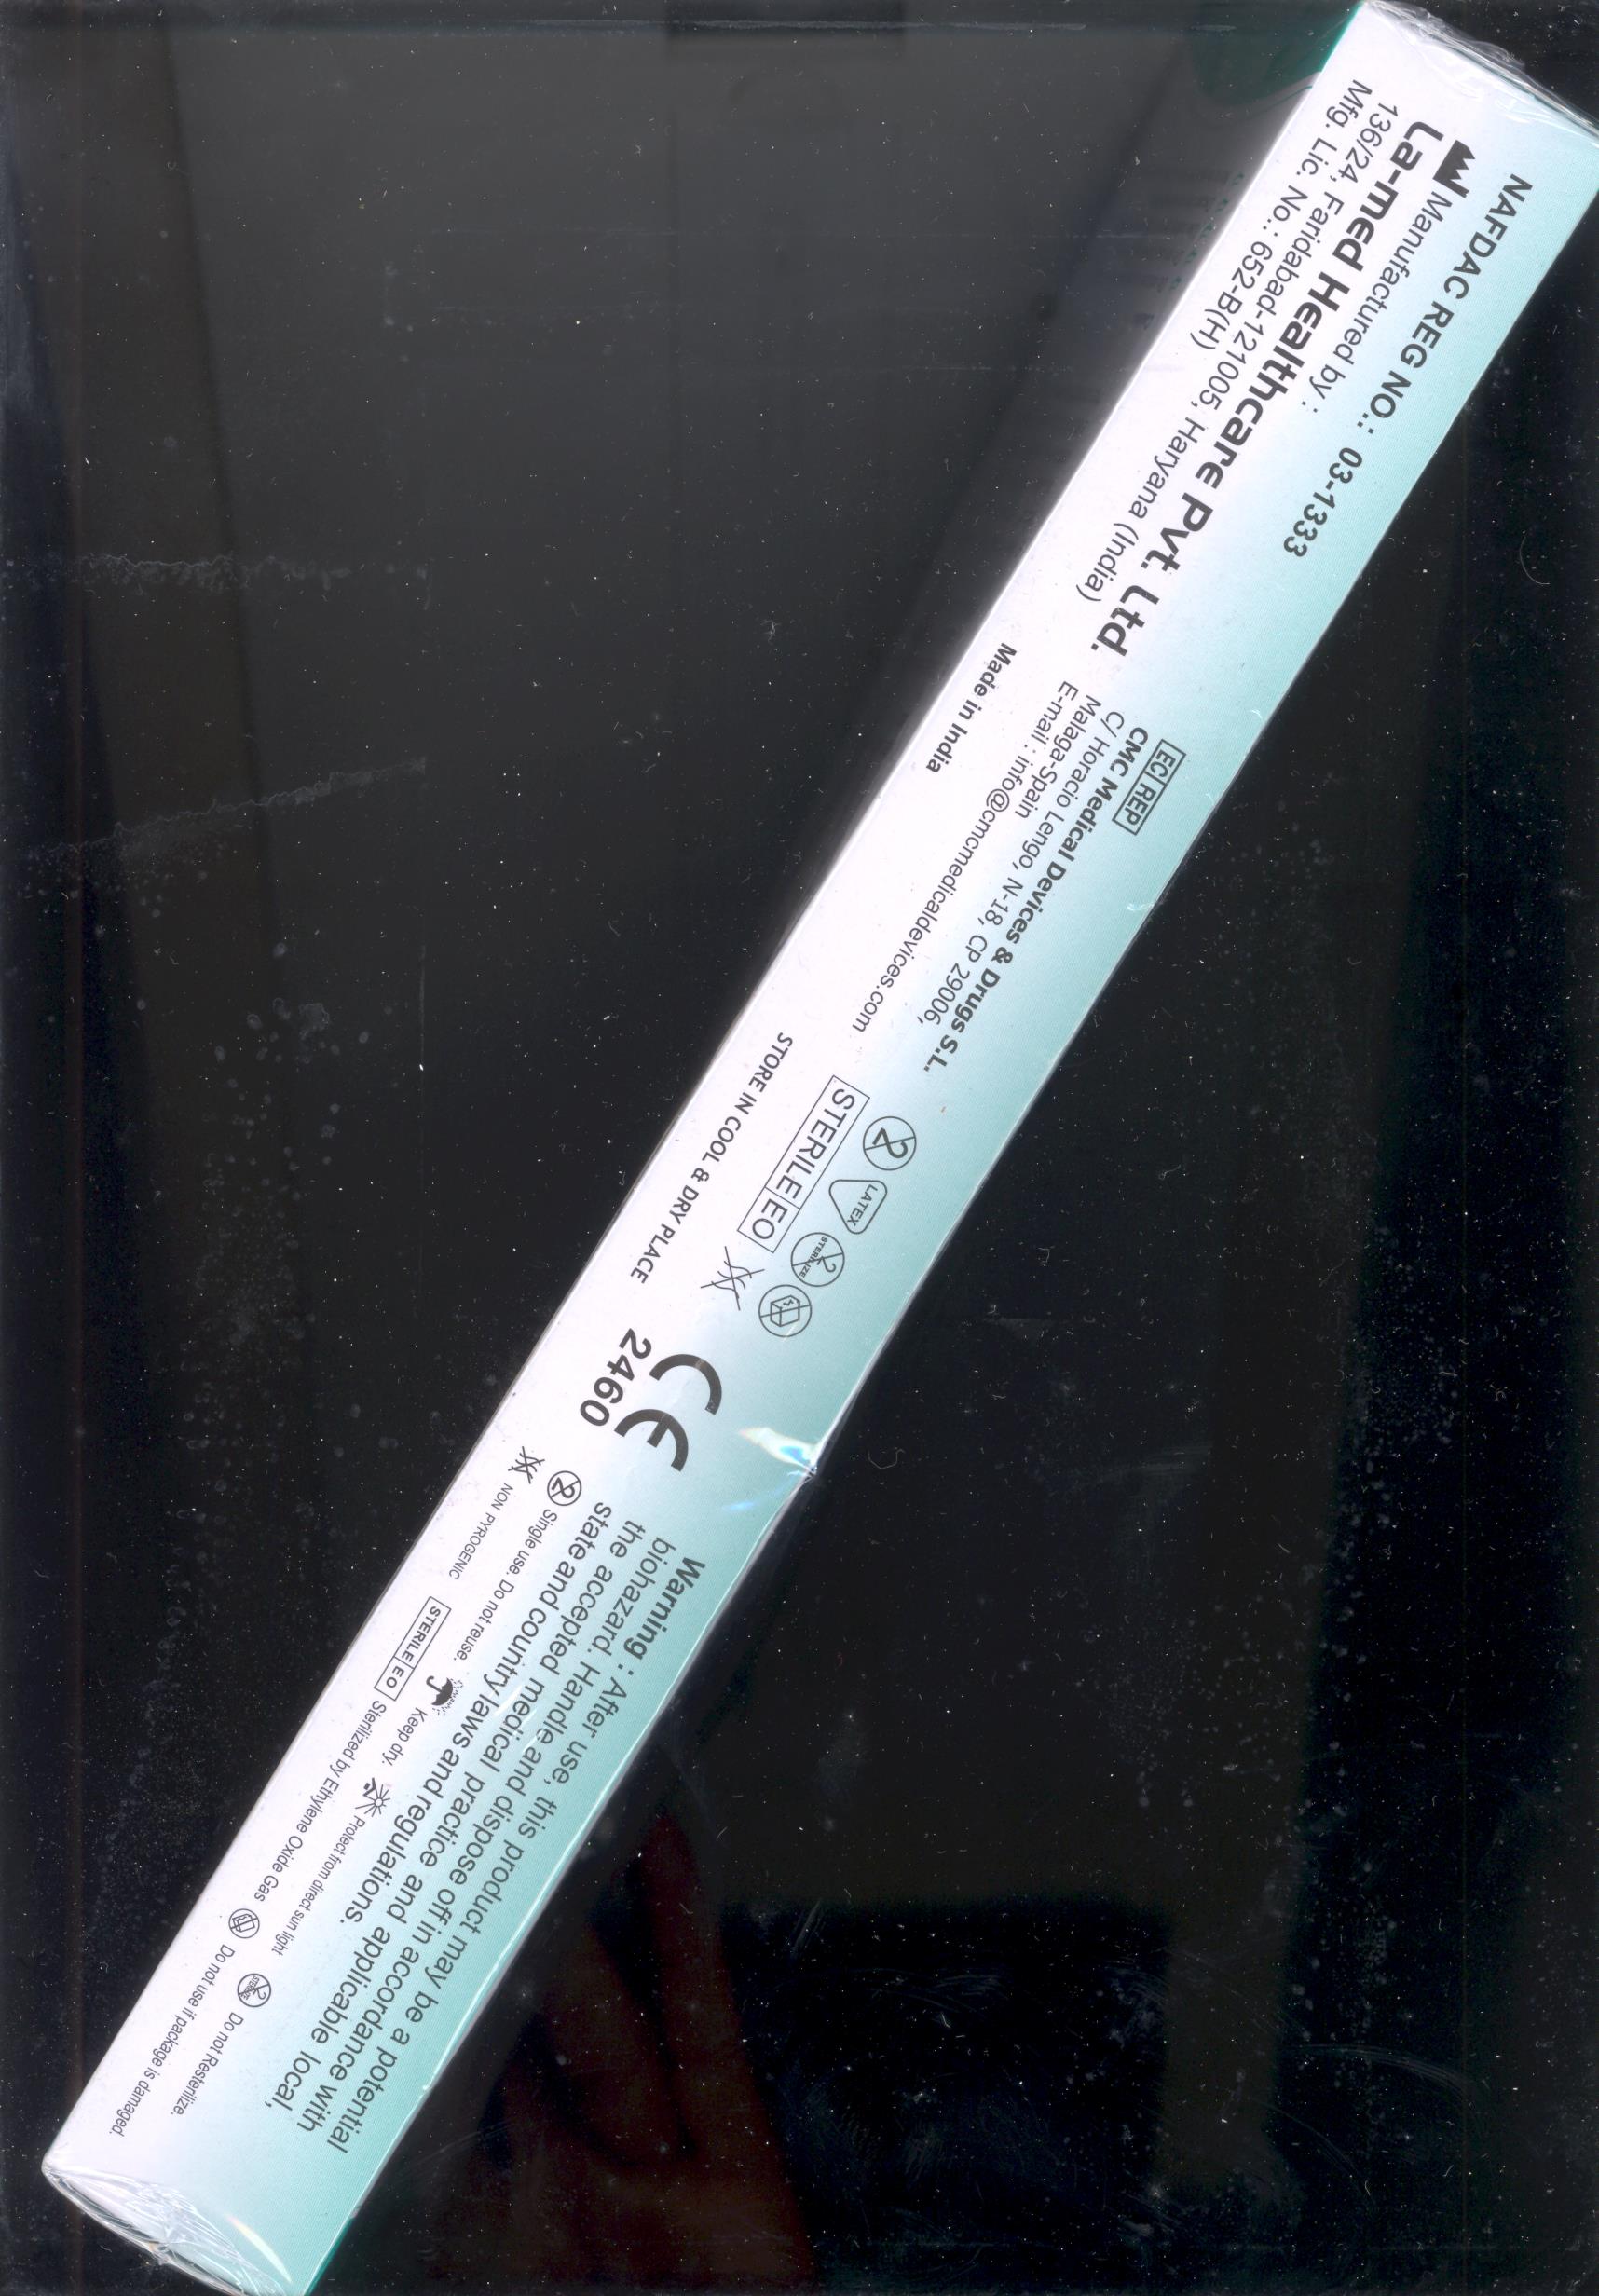 NAFDAC REG NO.: 03-1333
Manufactured by :
La-med Healthcare Pvt. Ltd.
136/24, Faridabad-121005, Haryana (India)
Mfg. Lic. No.: 652-B(H)
EC REP
CMC Medical Devices & Drugs S.L.
C/ Horacio Lengo, N-18, CP 29006,
Malaga-Spain
E-mail : info@cmcmedicaldevices.com
Made in India
2
LATEX
2
STERILIZE
STERILE EO
STORE IN COOL & DRY PLACE
CE
2460
Warning : After use, this product may be a potential
biohazard. Handle and dispose off in accordance with
the accepted medical practice and applicable local,
state and country laws and regulations.
2 Single use. Do not reuse. Keep dry. Protect from direct sun light 2 Do not Resterilize.
NON PYROGENIC STERILE EO Sterilized by Ethylene Oxide Gas Do not use if package is damaged.